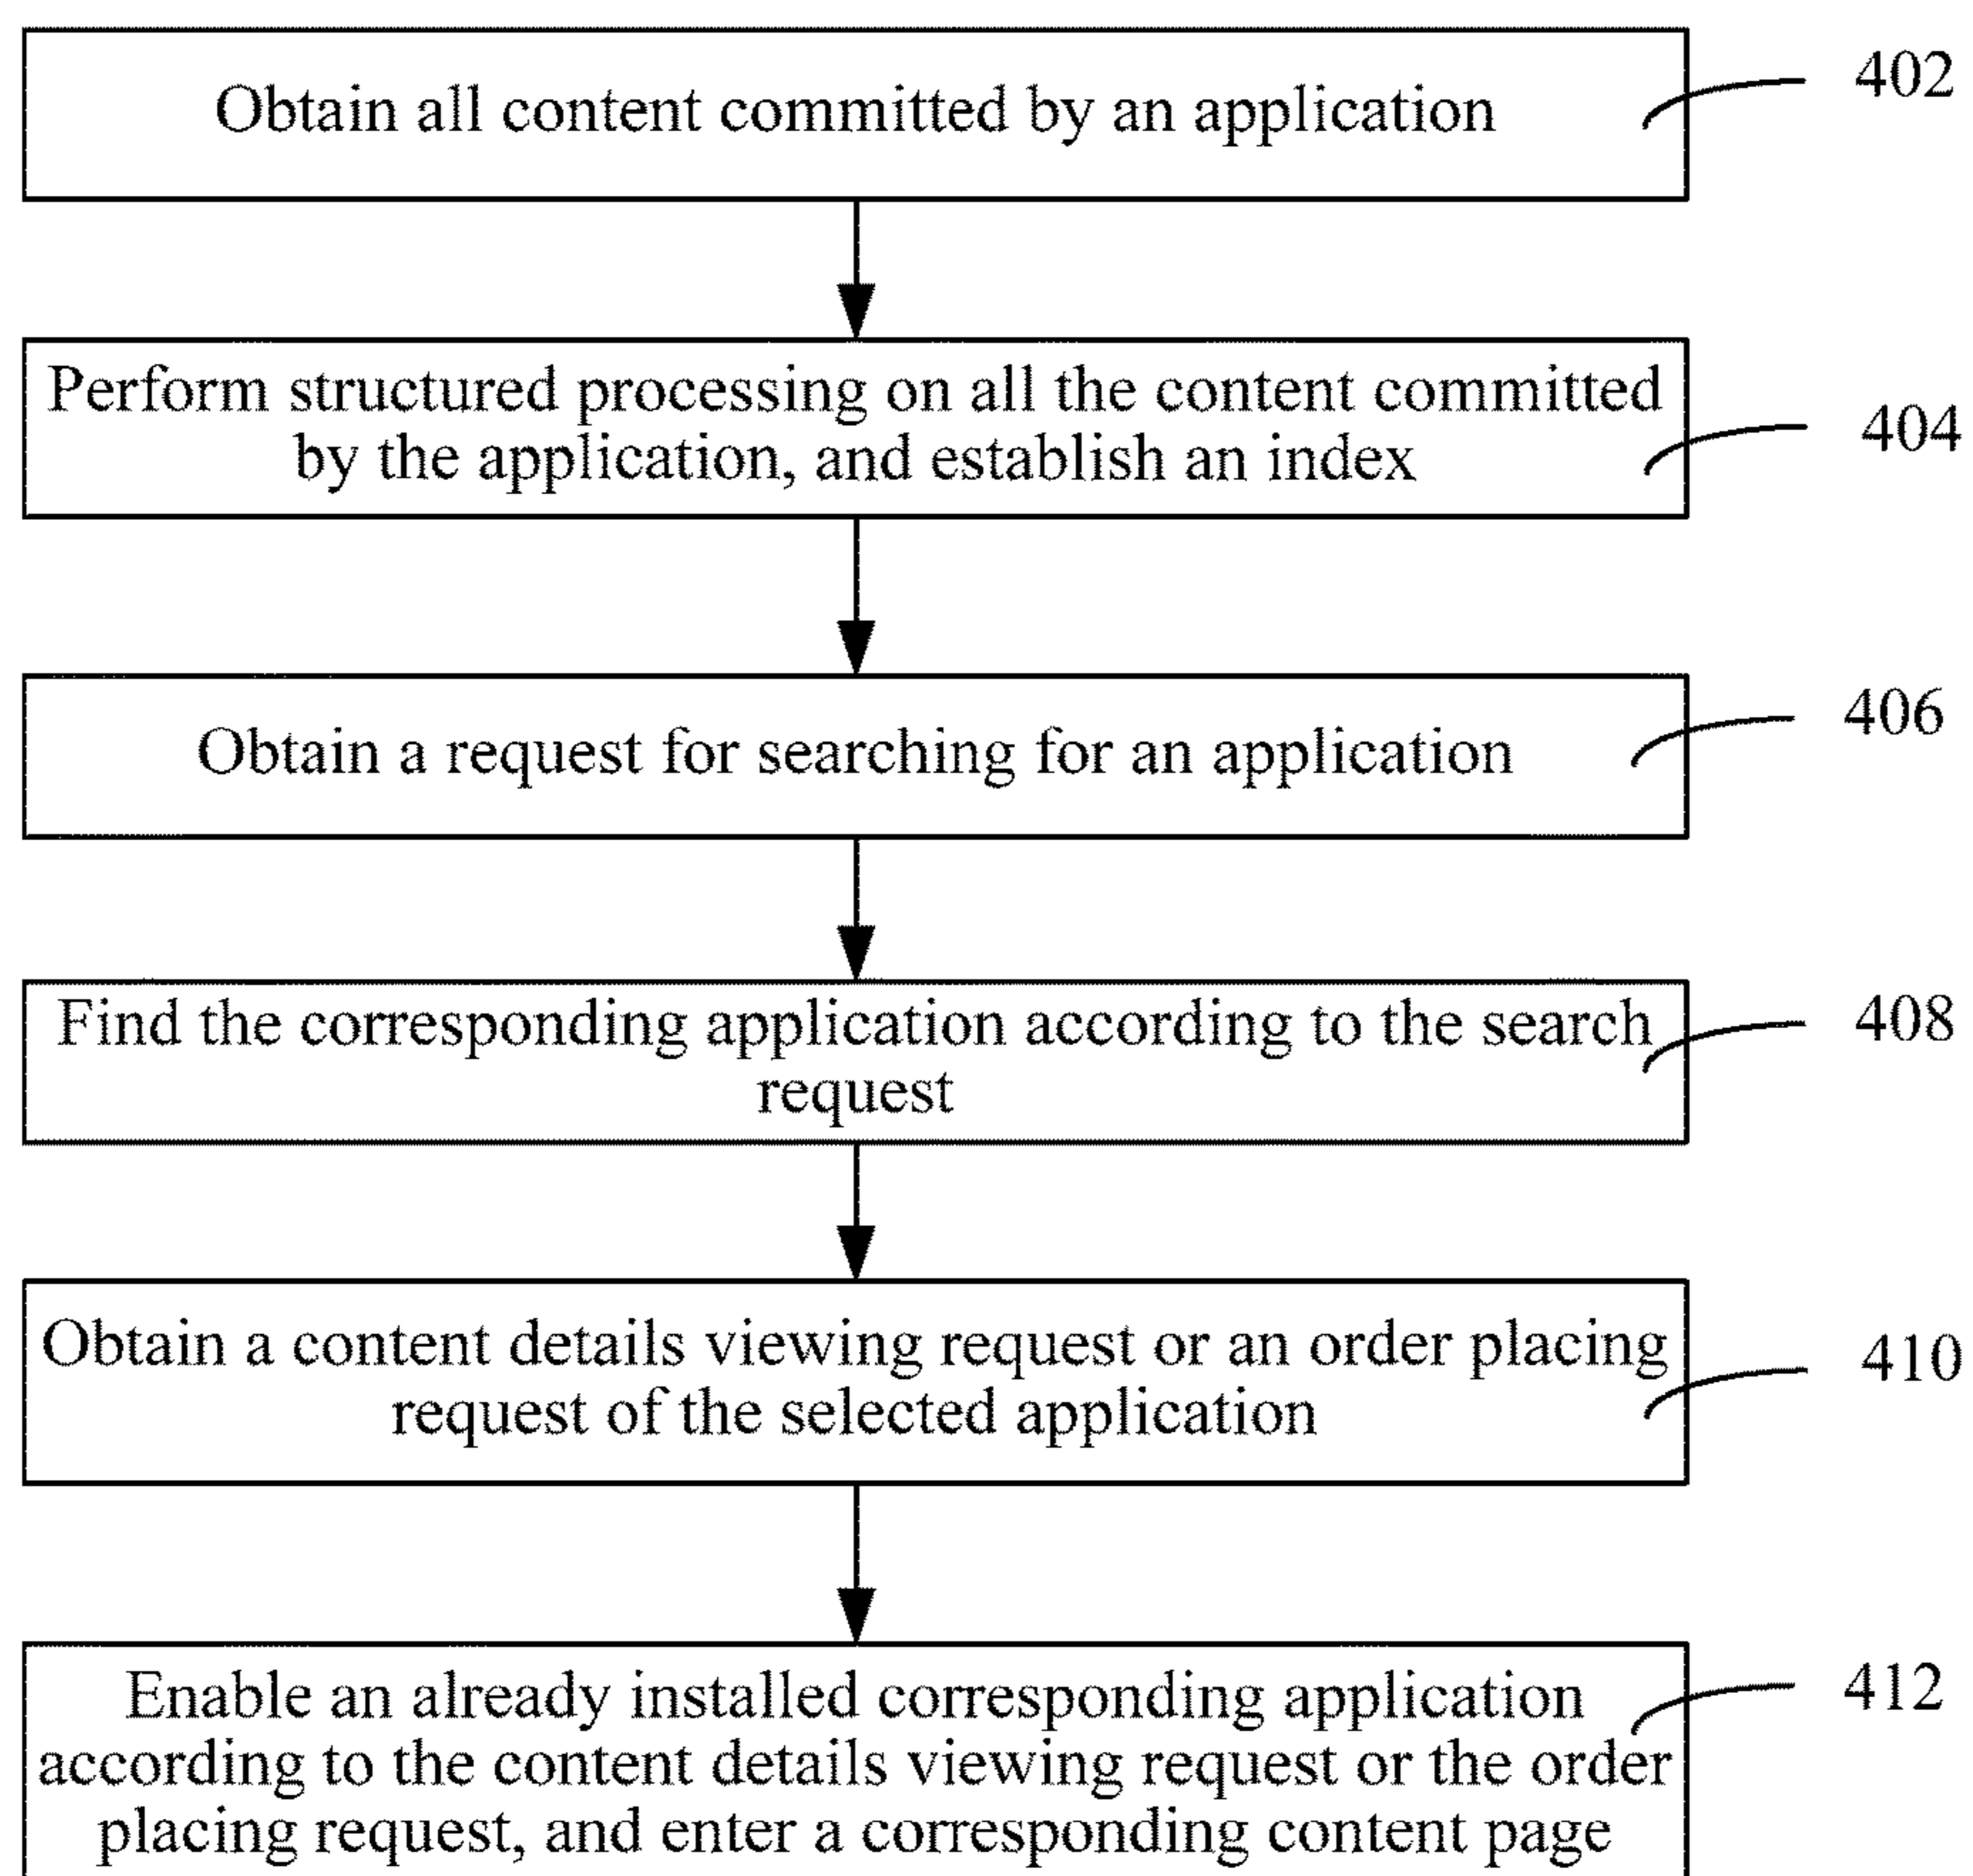 Obtain all content committed by an application
402
Perform structured processing on all the content committed
by the application, and establish an index
404
Obtain a request for searching for an application
406
Find the corresponding application according to the search
request
408
Obtain a content details viewing request or an order placing
request of the selected application
410
Enable an already installed corresponding application
according to the content details viewing request or the order
placing request, and enter a corresponding content page
412